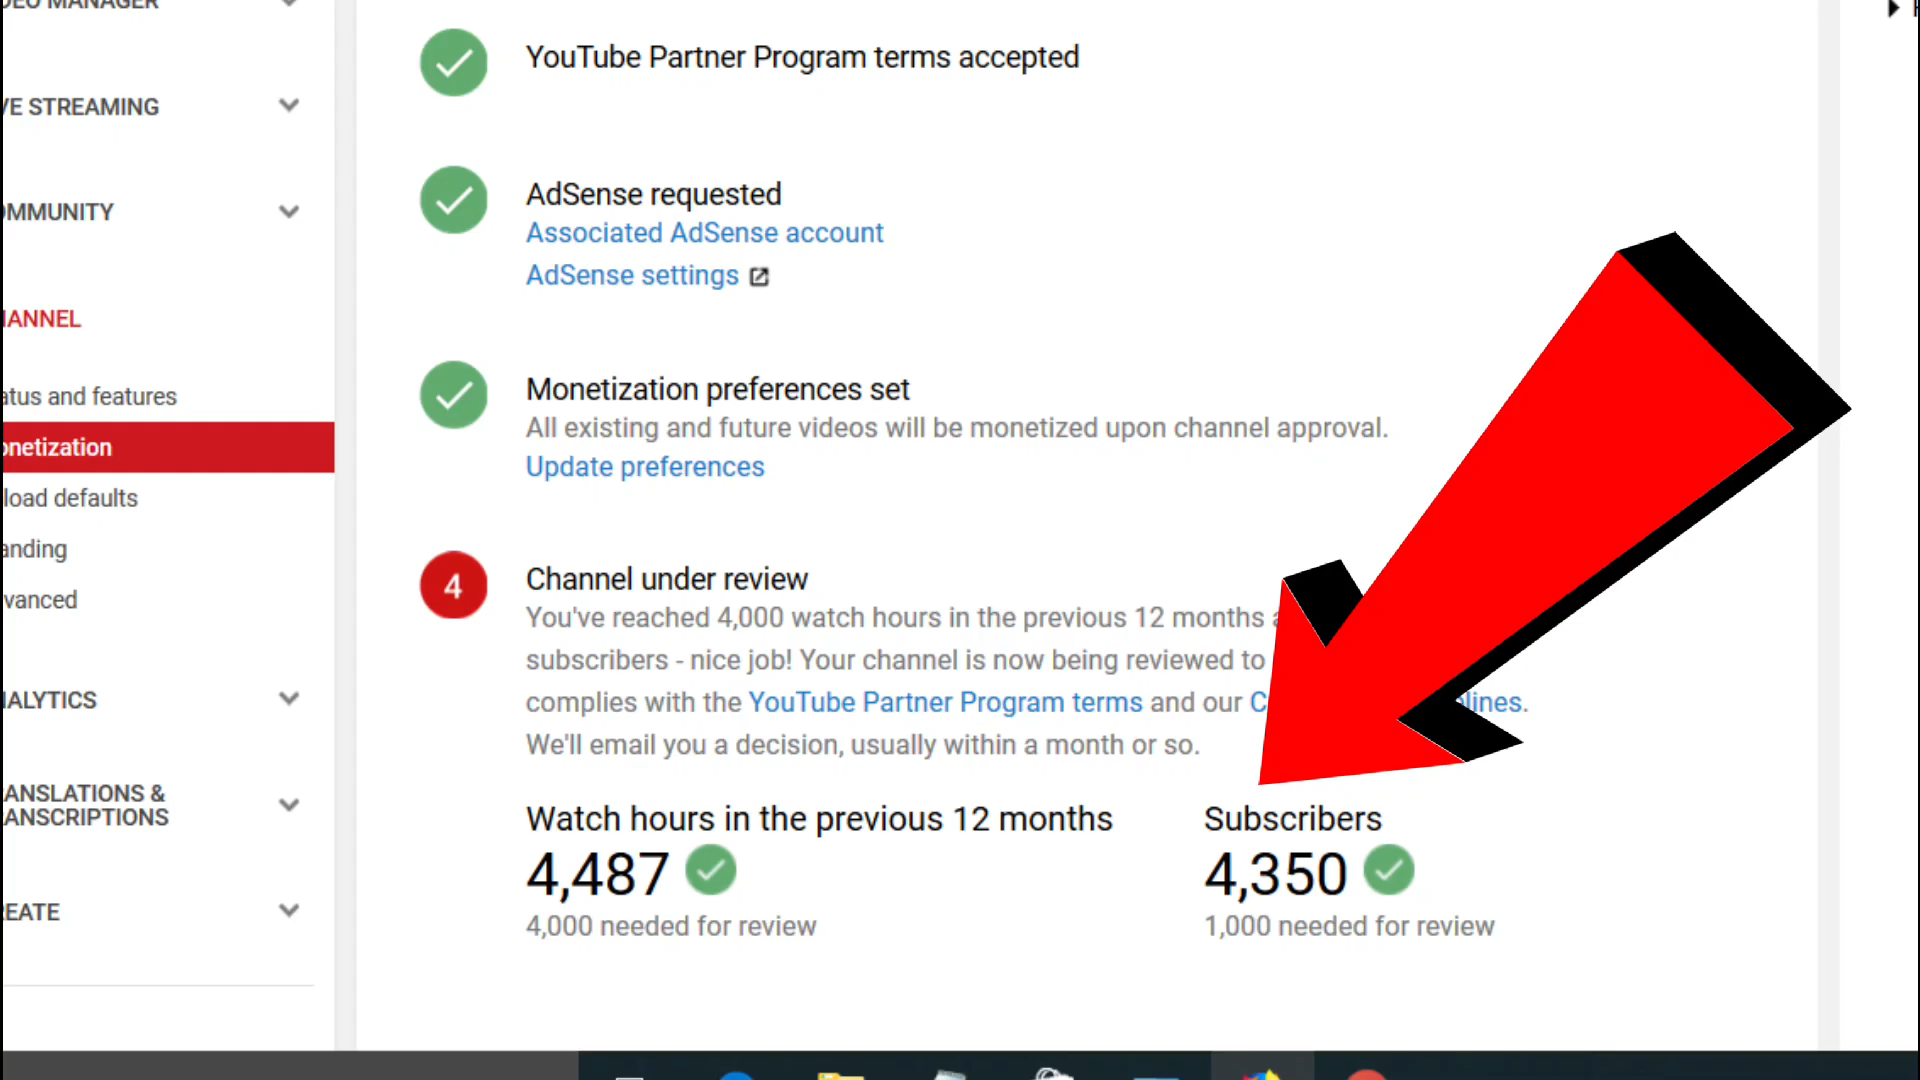 YouTube Partner Program terms accepted
VE STREAMING
AdSense requested
OMMUNITY
Associated AdSense account
AdSense settings
ANNEL
Monetization preferences set
atus and features
All existing and future videos will be monetized upon channel approval.
onetization
Update preferences
load defaults
anding
4
Channel under review
vanced
You've reached 4,000 watch hours in the previous 12 months
subscribers - nice job! Your channel is now being reviewed to
ALYTICS
complies with the YouTube Partner Program terms and our C lines.
We'll email you a decision, usually within a month or so.
ANSLATIONS &
ANSCRIPTIONS
Watch hours in the previous 12 months
Subscribers
4,487
4,350
EATE
4,000 needed for review
1,000 needed for review